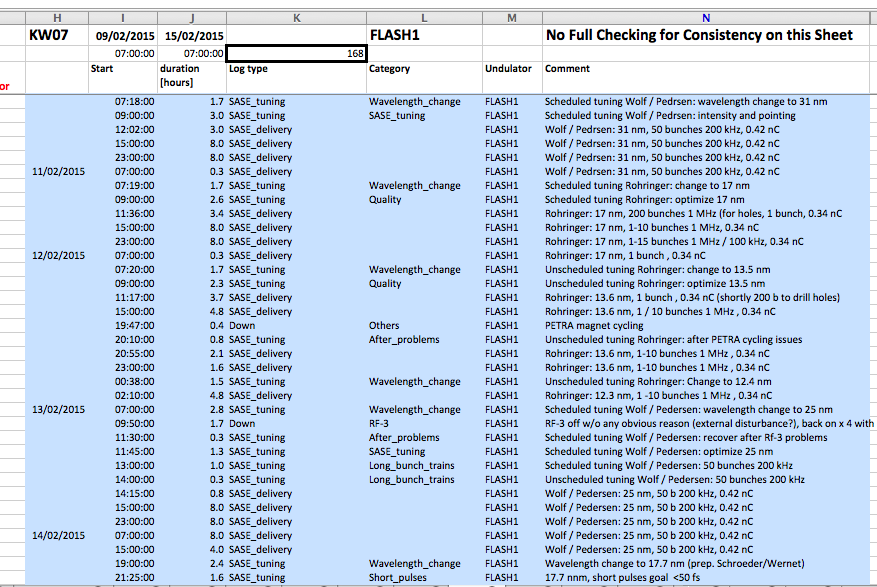 H I J K L M N
KW07 09/02/2015 15/02/2015 FLASH1 No Full Checking for Consistency on this Sheet
07:00:00 07:00:00 168
Start duration Log type Category Undulator Comment
[hours]
or
07:18:00 1.7 SASE_tuning Wavelength_change FLASH1 Scheduled tuning Wolf / Pedrsen: wavelength change to 31 nm
09:00:00 3.0 SASE_tuning SASE_tuning FLASH1 Scheduled tuning Wolf / Pedrsen: intensity and pointing
12:02:00 3.0 SASE_delivery FLASH1 Wolf / Pedrsen: 31 nm, 50 bunches 200 kHz, 0.42 nC
15:00:00 8.0 SASE_delivery FLASH1 Wolf / Pedrsen: 31 nm, 50 bunches 200 kHz, 0.42 nC
23:00:00 8.0 SASE_delivery FLASH1 Wolf / Pedrsen: 31 nm, 50 bunches 200 kHz, 0.42 nC
11/02/2015 07:00:00 0.3 SASE_delivery FLASH1 Wolf / Pedrsen: 31 nm, 50 bunches 200 kHz, 0.42 nC
07:19:00 1.7 SASE_tuning Wavelength_change FLASH1 Scheduled tuning Rohringer: change to 17 nm
09:00:00 2.6 SASE_tuning Quality FLASH1 Scheduled tuning Rohringer: optimize 17 nm
11:36:00 3.4 SASE_delivery FLASH1 Rohringer: 17 nm, 200 bunches 1 MHz (for holes, 1 bunch, 0.34 nC
15:00:00 8.0 SASE_delivery FLASH1 Rohringer: 17 nm, 1-10 bunches 1 MHz, 0.34 nC
23:00:00 8.0 SASE_delivery FLASH1 Rohringer: 17 nm, 1-15 bunches 1 MHz / 100 kHz, 0.34 nC
12/02/2015 07:00:00 0.3 SASE_delivery FLASH1 Rohringer: 17 nm, 1 bunch , 0.34 nC
07:20:00 1.7 SASE_tuning Wavelength_change FLASH1 Unscheduled tuning Rohringer: change to 13.5 nm
09:00:00 2.3 SASE_tuning Quality FLASH1 Unscheduled tuning Rohringer: optimize 13.5 nm
11:17:00 3.7 SASE_delivery FLASH1 Rohringer: 13.6 nm, 1 bunch , 0.34 nC (shortly 200 b to drill holes)
15:00:00 4.8 SASE_delivery FLASH1 Rohringer: 13.6 nm, 1 / 10 bunches 1 MHz , 0.34 nC
19:47:00 0.4 Down Others FLASH1 PETRA magnet cycling
20:10:00 0.8 SASE_tuning After_problems FLASH1 Unscheduled tuning Rohringer: after PETRA cycling issues
20:55:00 2.1 SASE_delivery FLASH1 Rohringer: 13.6 nm, 1-10 bunches 1 MHz , 0.34 nC
23:00:00 1.6 SASE_delivery FLASH1 Rohringer: 13.6 nm, 1-10 bunches 1 MHz , 0.34 nC
00:38:00 1.5 SASE_tuning Wavelength_change FLASH1 Unscheduled tuning Rohringer: Change to 12.4 nm
02:10:00 4.8 SASE_delivery FLASH1 Rohringer: 12.3 nm, 1 -10 bunches 1 MHz , 0.34 nC
13/02/2015 07:00:00 2.8 SASE_tuning Wavelength_change FLASH1 Scheduled tuning Wolf / Pedersen: wavelength change to 25 nm
09:50:00 1.7 Down RF-3 FLASH1 RF-3 off w/o any obvious reason (external disturbance?), back on x 4 with
11:30:00 0.3 SASE_tuning After_problems FLASH1 Scheduled tuning Wolf / Pedersen: recover after Rf-3 problems
11:45:00 1.3 SASE_tuning SASE_tuning FLASH1 Scheduled tuning Wolf / Pedersen: optimize 25 nm
13:00:00 1.0 SASE_tuning Long_bunch_trains FLASH1 Scheduled tuning Wolf / Pedersen: 50 bunches 200 kHz
14:00:00 0.3 SASE_tuning Long_bunch_trains FLASH1 Unscheduled tuning Wolf / Pedersen: 50 bunches 200 kHz
14:15:00 0.8 SASE_delivery FLASH1 Wolf / Pedersen: 25 nm, 50 b 200 kHz, 0.42 nC
15:00:00 8.0 SASE_delivery FLASH1 Wolf / Pedersen: 25 nm, 50 b 200 kHz, 0.42 nC
23:00:00 8.0 SASE_delivery FLASH1 Wolf / Pedersen: 25 nm, 50 b 200 kHz, 0.42 nC
14/02/2015 07:00:00 8.0 SASE_delivery FLASH1 Wolf / Pedersen: 25 nm, 50 b 200 kHz, 0.42 nC
15:00:00 4.0 SASE_delivery FLASH1 Wolf / Pedersen: 25 nm, 50 b 200 kHz, 0.42 nC
19:00:00 2.4 SASE_tuning Wavelength_change FLASH1 Wavelength change to 17.7 nm (prep. Schroeder/Wernet)
21:25:00 1.6 SASE_tuning Short_pulses FLASH1 17.7 nnm, short pulses goal <50 fs